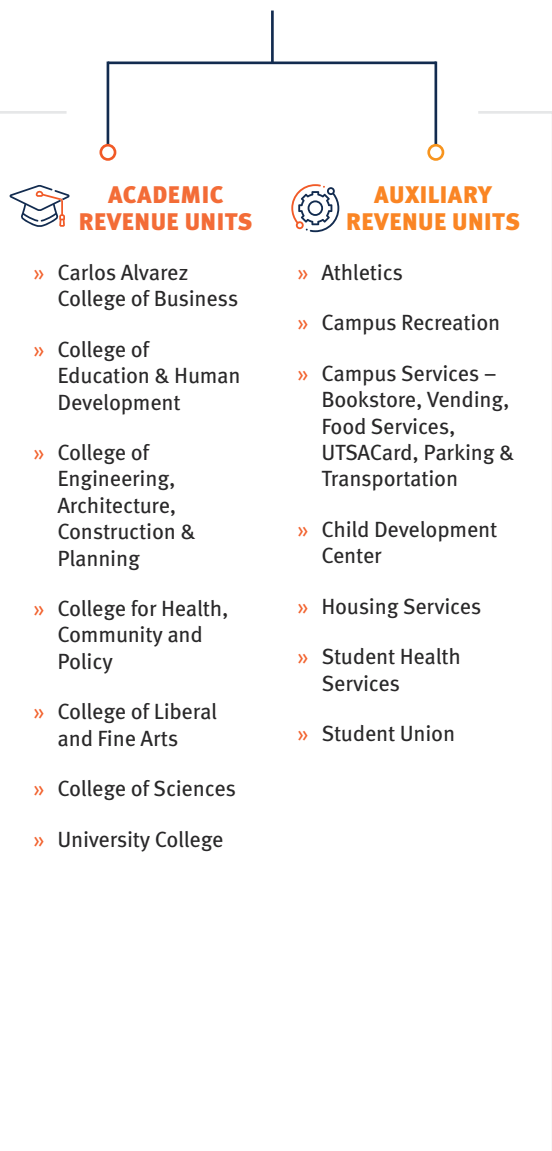 ACADEMIC
REVENUE UNITS
» Carlos Alvarez
College of Business
» College of
Education & Human
Development
» College of
Engineering,
Architecture,
Construction &
Planning
» College for Health,
Community and
Policy
» College of Liberal
and Fine Arts
» College of Sciences
» University College
AUXILIARY
REVENUE UNITS
» Athletics
» Campus Recreation
» Campus Services –
Bookstore, Vending,
Food Services,
UTSACard, Parking &
Transportation
» Child Development
Center
» Housing Services
» Student Health
Services
» Student Union